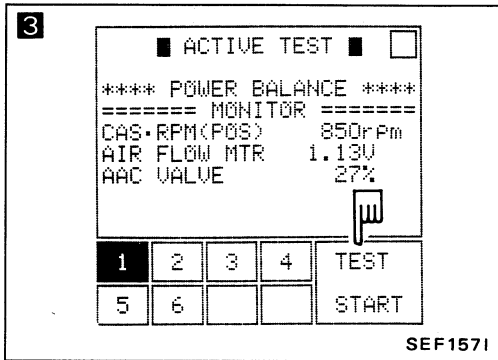 3
■ ACTIVE TEST ■
**** POWER BALANCE ****
======= MONITOR =======
CAS•RPM(POS) 850rpm
AIR FLOW MTR 1.13V
AAC VALVE 27%
1 2 3 4 TEST
5 6 START
SEF157I